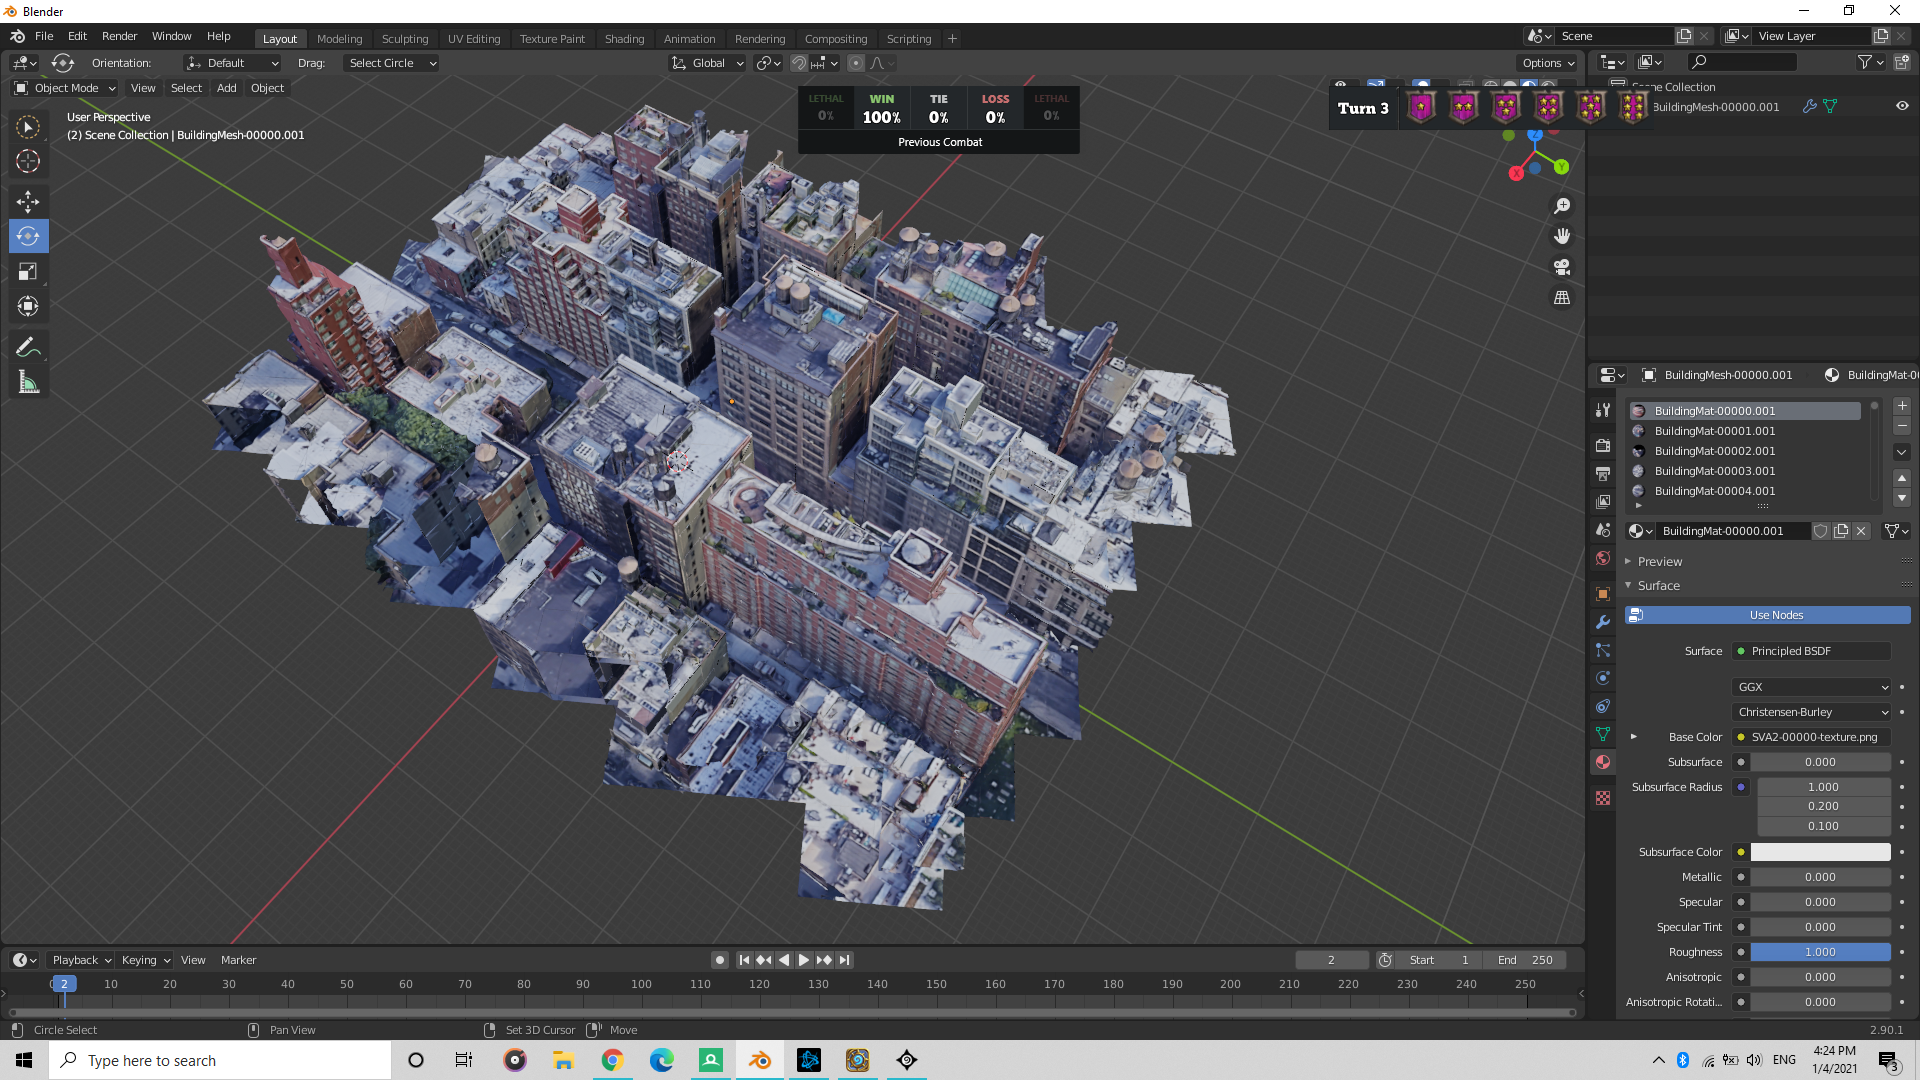 Blender
File Edit Render Window Help
Layout Modeling Sculpting UV Editing Texture Paint Shading Animation Rendering Compositing Scripting +
Scene
View Layer
Orientation: Default Drag: Select Circle
Global
Options
Object Mode View Select Add Object
User Perspective
(2) Scene Collection | BuildingMesh-00000.001
LETHAL WIN TIE LOSS LETHAL
0% 100% 0% 0% 0%
Previous Combat
Turn 3
Z
Y
X
ne Collection
BuildingMesh-00000.001
BuildingMesh-00000.001
BuildingMat-0
BuildingMat-00000.001
BuildingMat-00001.001
BuildingMat-00002.001
BuildingMat-00003.001
BuildingMat-00004.001
BuildingMat-00000.001
Preview
Surface
Use Nodes
Surface Principled BSDF
GGX
Christensen-Burley
Base Color SVA2-00000-texture.png
Subsurface 0.000
Subsurface Radius 1.000
0.200
0.100
Subsurface Color
Metallic 0.000
Specular 0.000
Specular Tint 0.000
Roughness 1.000
Anisotropic 0.000
Anisotropic Rotati... 0.000
Playback Keying View Marker
2
Start 1
End 250
2 10 20 30 40 50 60 70 80 90 100 110 120 130 140 150 160 170 180 190 200 210 220 230 240 250
Circle Select Pan View Set 3D Cursor Move
2.90.1
Type here to search
ENG
4:24 PM
1/4/2021
3